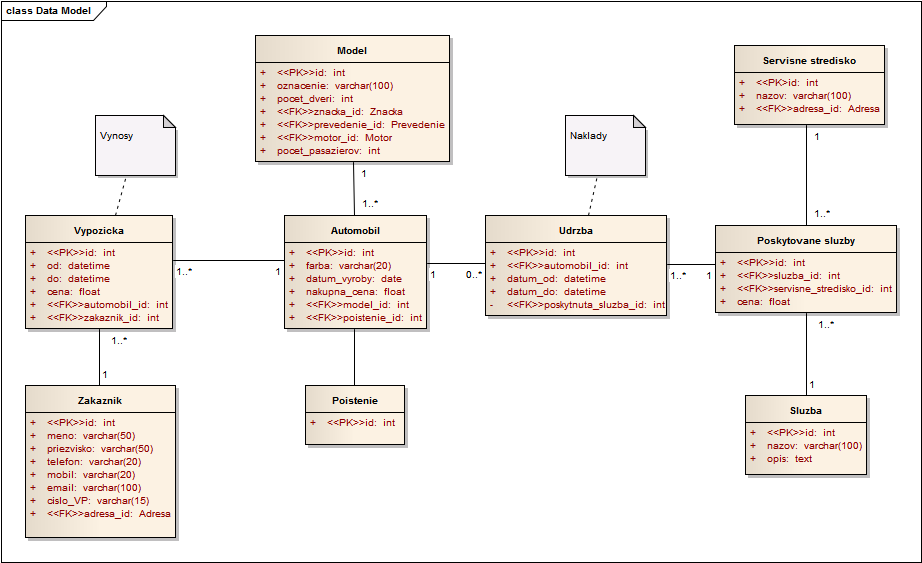 class Data Model
Model
+ <<PK>>id: int
+ oznacenie: varchar(100)
+ pocet_dveri: int
+ <<FK>>znacka_id: Znacka
+ <<FK>>prevedenie_id: Prevedenie
+ <<FK>>motor_id: Motor
+ pocet_pasazierov: int
Servisne stredisko
+ <<PK>id: int
+ nazov: varchar(100)
+ <<FK>>adresa_id: Adresa
Vynosy
Naklady
1
1..*
1
1..*
Vypozicka
+ <<PK>>id: int
+ od: datetime
+ do: datetime
+ cena: float
+ <<FK>>automobil_id: int
+ <<FK>>zakaznik_id: int
1..*
1
Automobil
+ <<PK>>id: int
+ farba: varchar(20)
+ datum_vyroby: date
+ nakupna_cena: float
+ <<FK>>model_id: int
+ <<FK>>poistenie_id: int
1
0..*
Udrzba
+ <<PK>>id: int
+ <<FK>>automobil_id: int
+ datum_od: datetime
+ datum_do: datetime
- <<FK>>poskytnuta_sluzba_id: int
1..*
1
Poskytovane sluzby
+ <<PK>>id: int
+ <<FK>>sluzba_id: int
+ <<FK>>servisne_stredisko_id: int
+ cena: float
1..*
1
1..*
1
Zakaznik
+ <<PK>>id: int
+ meno: varchar(50)
+ priezvisko: varchar(50)
+ telefon: varchar(20)
+ mobil: varchar(20)
+ email: varchar(100)
+ cislo_VP: varchar(15)
+ <<FK>>adresa_id: Adresa
Poistenie
+ <<PK>>id: int
Sluzba
+ <<PK>>id: int
+ nazov: varchar(100)
+ opis: text